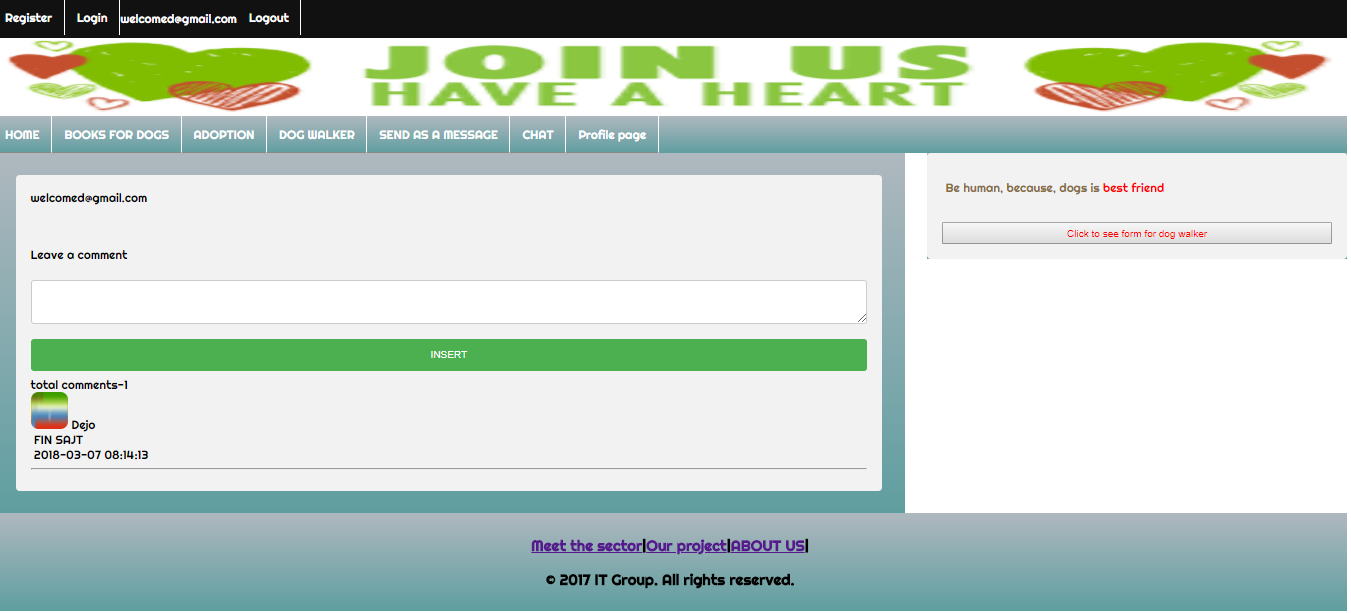 Register Login welcomed@gmail.com Logout
JOIN US
HAVE A HEART
HOME BOOKS FOR DOGS ADOPTION DOG WALKER SEND AS A MESSAGE CHAT Profile page
welcomed@gmail.com
Leave a comment
INSERT
total comments-1
Dejo
FIN SAJT
2018-03-07 08:14:13
Be human, because, dogs is best friend
Click to see form for dog walker
Meet the sector|Our project|ABOUT US|
© 2017 IT Group. All rights reserved.